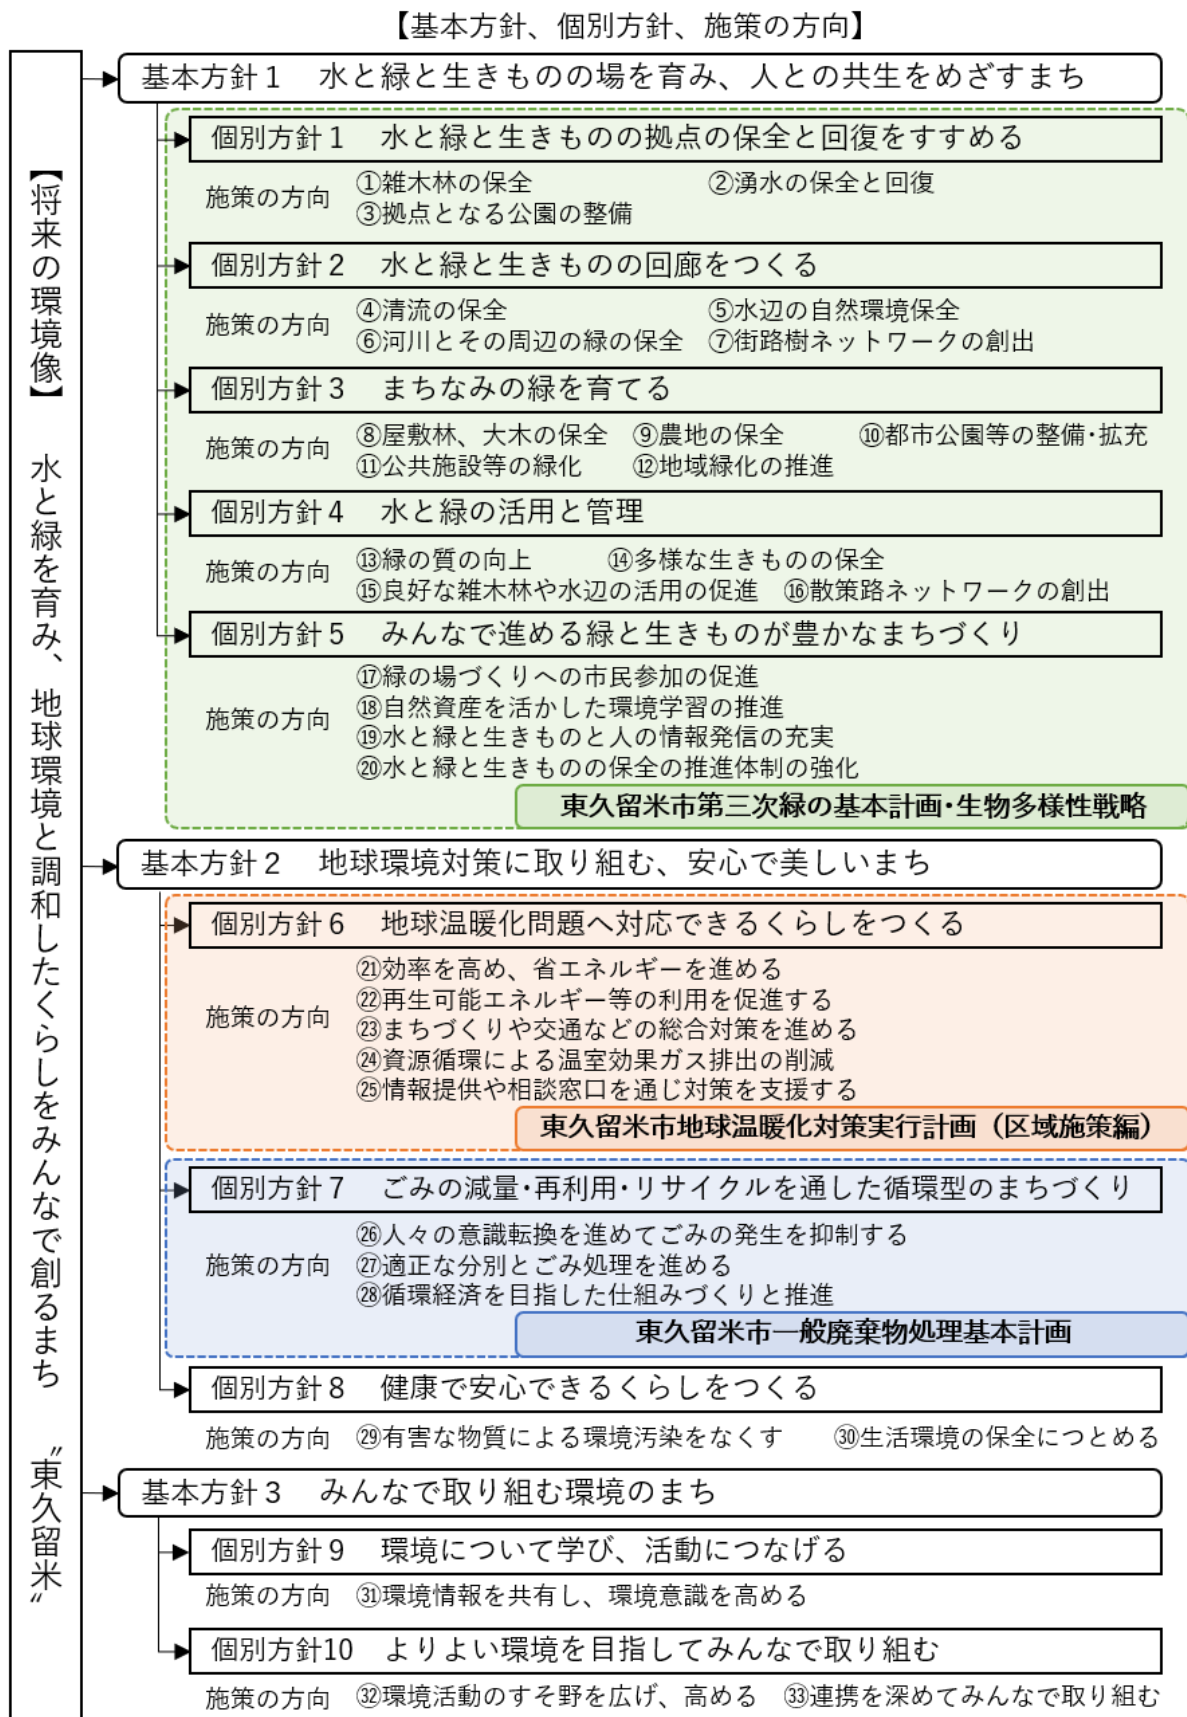 【基本方針、個別方針、施策の方向】
【将来の環境像】 水と緑を育み、地球環境と調和したくらしをみんなで創るまち “東久留米”
基本方針1 水と緑と生きものの場を育み、人との共生をめざすまち
個別方針1 水と緑と生きものの拠点の保全と回復をすすめる
施策の方向 ①雑木林の保全 ②湧水の保全と回復
③拠点となる公園の整備
個別方針2 水と緑と生きものの回廊をつくる
施策の方向 ④清流の保全 ⑤水辺の自然環境保全
⑥河川とその周辺の緑の保全 ⑦街路樹ネットワークの創出
個別方針3 まちなみの緑を育てる
施策の方向 ⑧屋敷林、大木の保全 ⑨農地の保全 ⑩都市公園等の整備・拡充
⑪公共施設等の緑化 ⑫地域緑化の推進
個別方針4 水と緑の活用と管理
施策の方向 ⑬緑の質の向上 ⑭多様な生きものの保全
⑮良好な雑木林や水辺の活用の促進 ⑯散策路ネットワークの創出
個別方針5 みんなで進める緑と生きものが豊かなまちづくり
施策の方向 ⑰緑の場づくりへの市民参加の促進
⑱自然資産を活かした環境学習の推進
⑲水と緑と生きものと人の情報発信の充実
⑳水と緑と生きものの保全の推進体制の強化
東久留米市第三次緑の基本計画・生物多様性戦略
基本方針2 地球環境対策に取り組む、安心で美しいまち
個別方針6 地球温暖化問題へ対応できるくらしをつくる
施策の方向 ㉑効率を高め、省エネルギーを進める
㉒再生可能エネルギー等の利用を促進する
㉓まちづくりや交通などの総合対策を進める
㉔資源循環による温室効果ガス排出の削減
㉕情報提供や相談窓口を通じ対策を支援する
東久留米市地球温暖化対策実行計画（区域施策編）
個別方針7 ごみの減量・再利用・リサイクルを通した循環型のまちづくり
施策の方向 ㉖人々の意識転換を進めてごみの発生を抑制する
㉗適正な分別とごみ処理を進める
㉘循環経済を目指した仕組みづくりと推進
東久留米市一般廃棄物処理基本計画
個別方針8 健康で安心できるくらしをつくる
施策の方向 ㉙有害な物質による環境汚染をなくす ㉚生活環境の保全につとめる
基本方針3 みんなで取り組む環境のまち
個別方針9 環境について学び、活動につなげる
施策の方向 ㉛環境情報を共有し、環境意識を高める
個別方針10 よりよい環境を目指してみんなで取り組む
施策の方向 ㉜環境活動のすそ野を広げ、高める ㉝連携を深めてみんなで取り組む